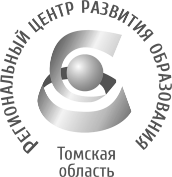 РЕГИОНАЛЬНЫЙ ЦЕНТР РАЗВИТИЯ ОБРАЗОВАНИЯ
Томская
область